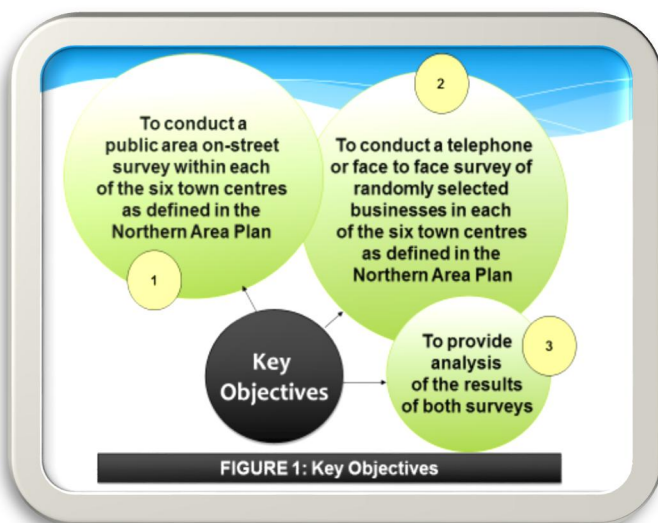 1
To conduct a
public area on-street
survey within each
of the six town centres
as defined in the
Northern Area Plan
2
To conduct a telephone
or face to face survey of
randomly selected
businesses in each
of the six town centres
as defined in the
Northern Area Plan
3
To provide
analysis
of the results
of both surveys
Key
Objectives
FIGURE 1: Key Objectives